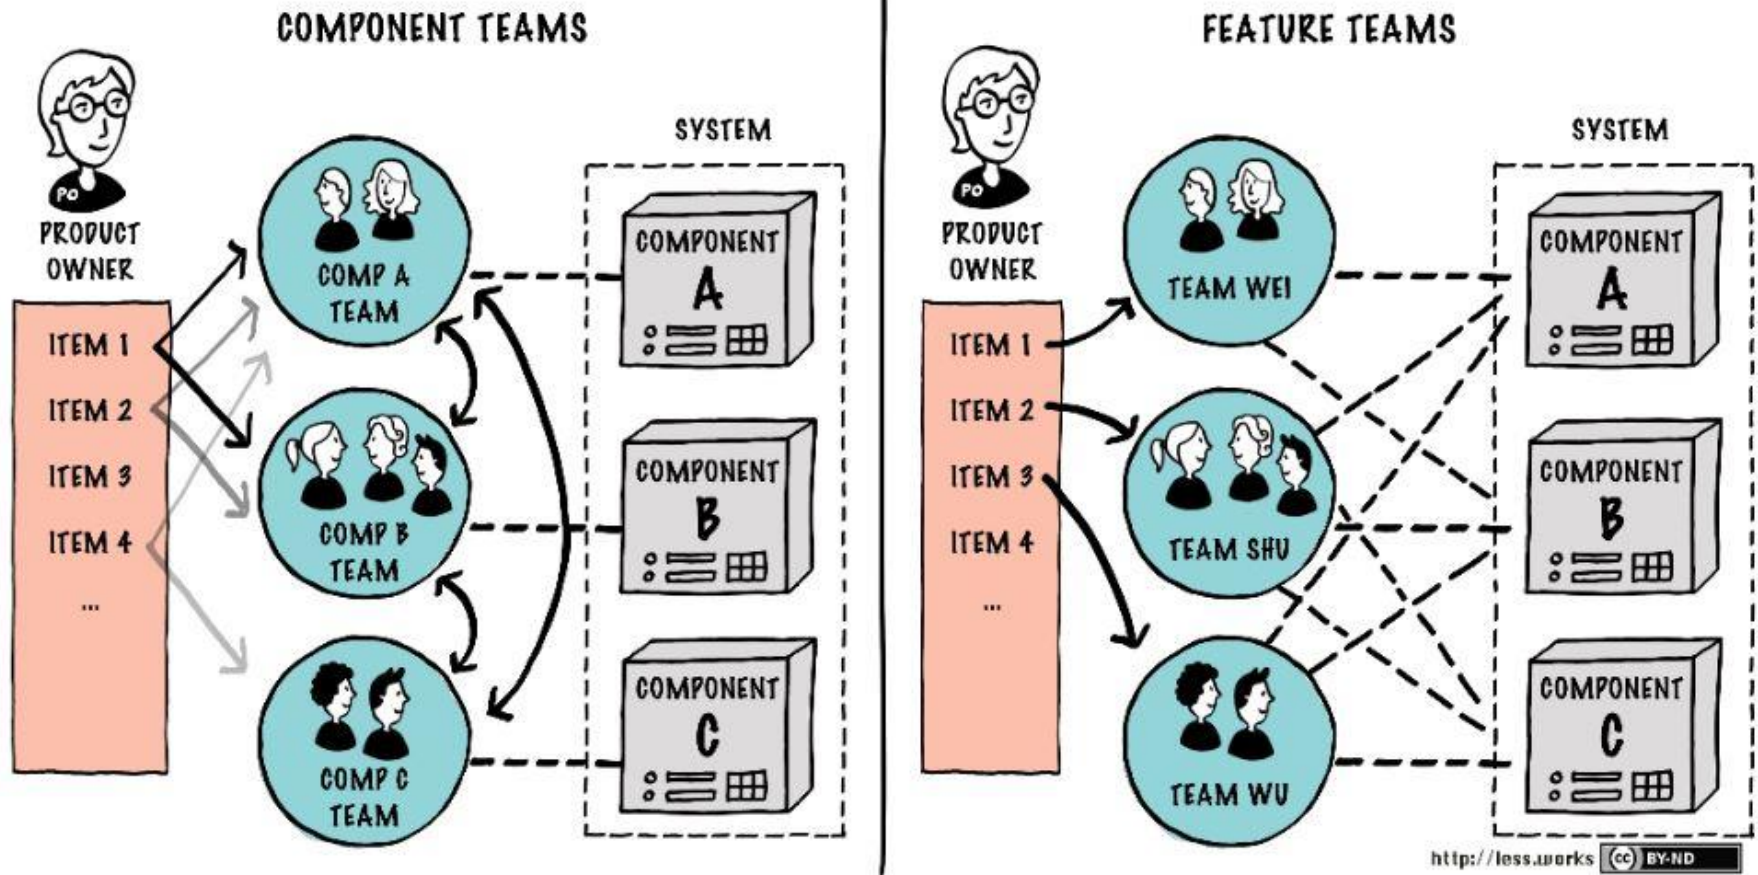 COMPONENT TEAMS
PO
PRODUCT
OWNER
ITEM 1
ITEM 2
ITEM 3
ITEM 4
...
COMP A
TEAM
COMP B
TEAM
COMP C
TEAM
SYSTEM
COMPONENT
A
COMPONENT
B
COMPONENT
C
FEATURE TEAMS
PO
PRODUCT
OWNER
ITEM 1
ITEM 2
ITEM 3
ITEM 4
...
TEAM WEI
TEAM SHU
TEAM WU
SYSTEM
COMPONENT
A
COMPONENT
B
COMPONENT
C
http://less.works cc BY-ND